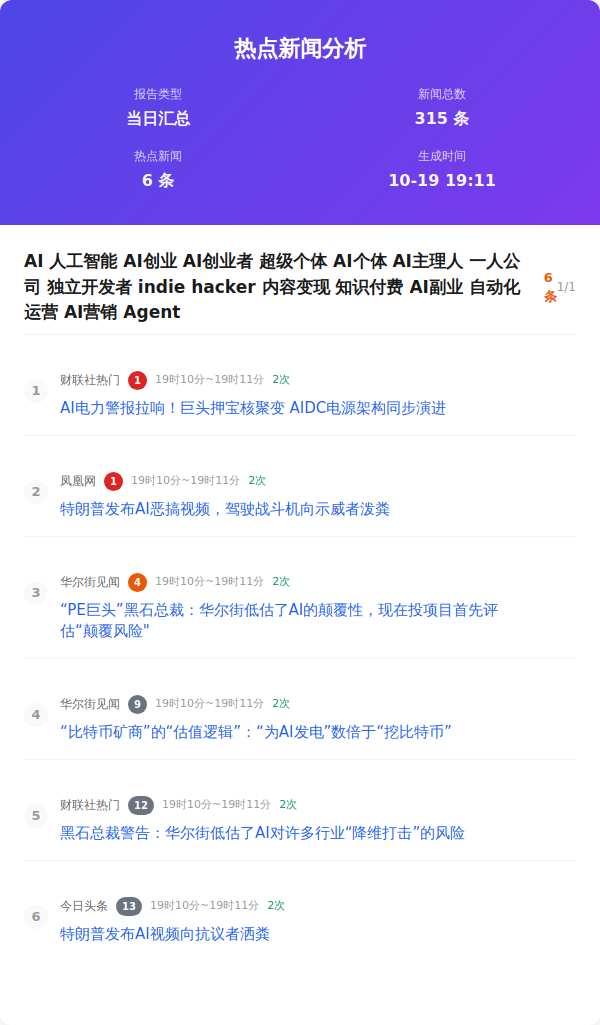 热点新闻分析
报告类型
新闻总数
当日汇总
315 条
热点新闻
生成时间
6 条
10-19 19:11
AI 人工智能 AI创业 AI创业者 超级个体 AI个体 AI主理人 一人公
司 独立开发者 indie hacker 内容变现 知识付费 AI副业 自动化
运营 AI营销 Agent
6
条
1/1
1
财联社热门 1 19时10分~19时11分 2次
AI电力警报拉响！巨头押宝核聚变 AIDC电源架构同步演进
2
凤凰网 1 19时10分~19时11分 2次
特朗普发布AI恶搞视频，驾驶战斗机向示威者泼粪
3
华尔街见闻 4 19时10分~19时11分 2次
“PE巨头”黑石总裁：华尔街低估了AI的颠覆性，现在投项目首先评
估“颠覆风险"
4
华尔街见闻 9 19时10分~19时11分 2次
“比特币矿商”的“估值逻辑”：“为AI发电”数倍于“挖比特币”
5
财联社热门 12 19时10分~19时11分 2次
黑石总裁警告：华尔街低估了AI对许多行业“降维打击”的风险
6
今日头条 13 19时10分~19时11分 2次
特朗普发布AI视频向抗议者洒粪